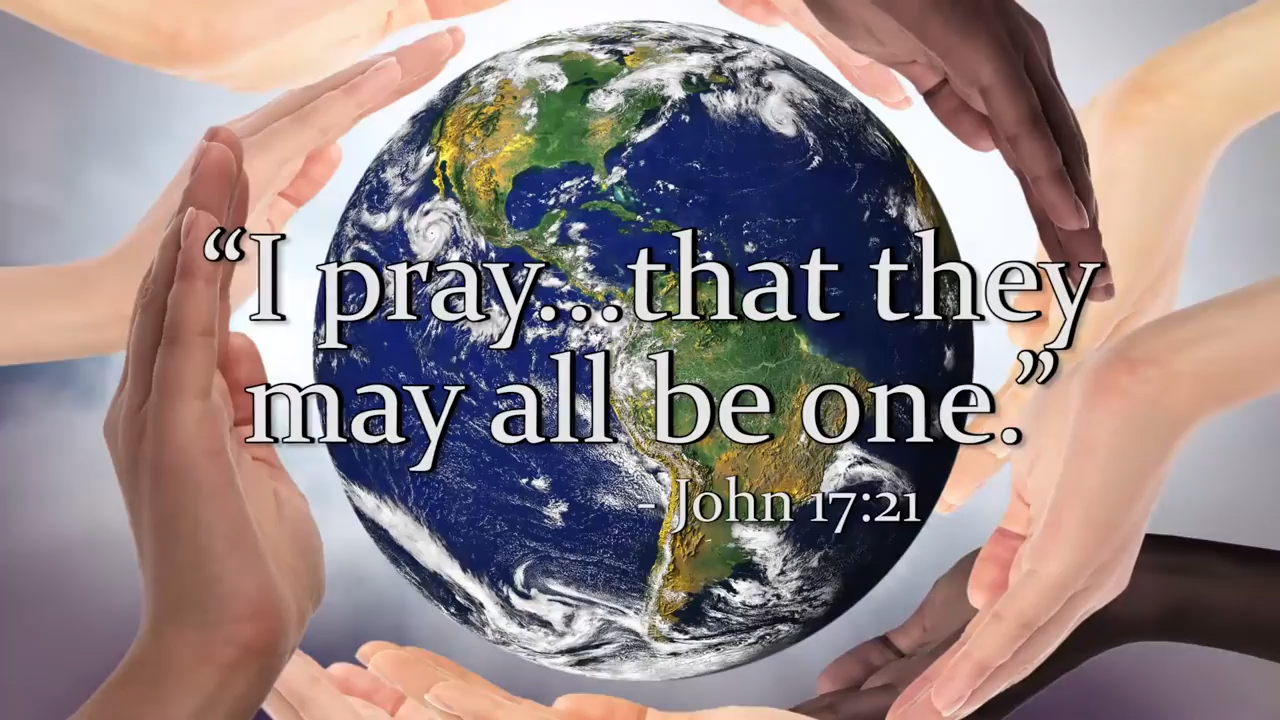 “I pray...that they
may all be one.”
- John 17:21